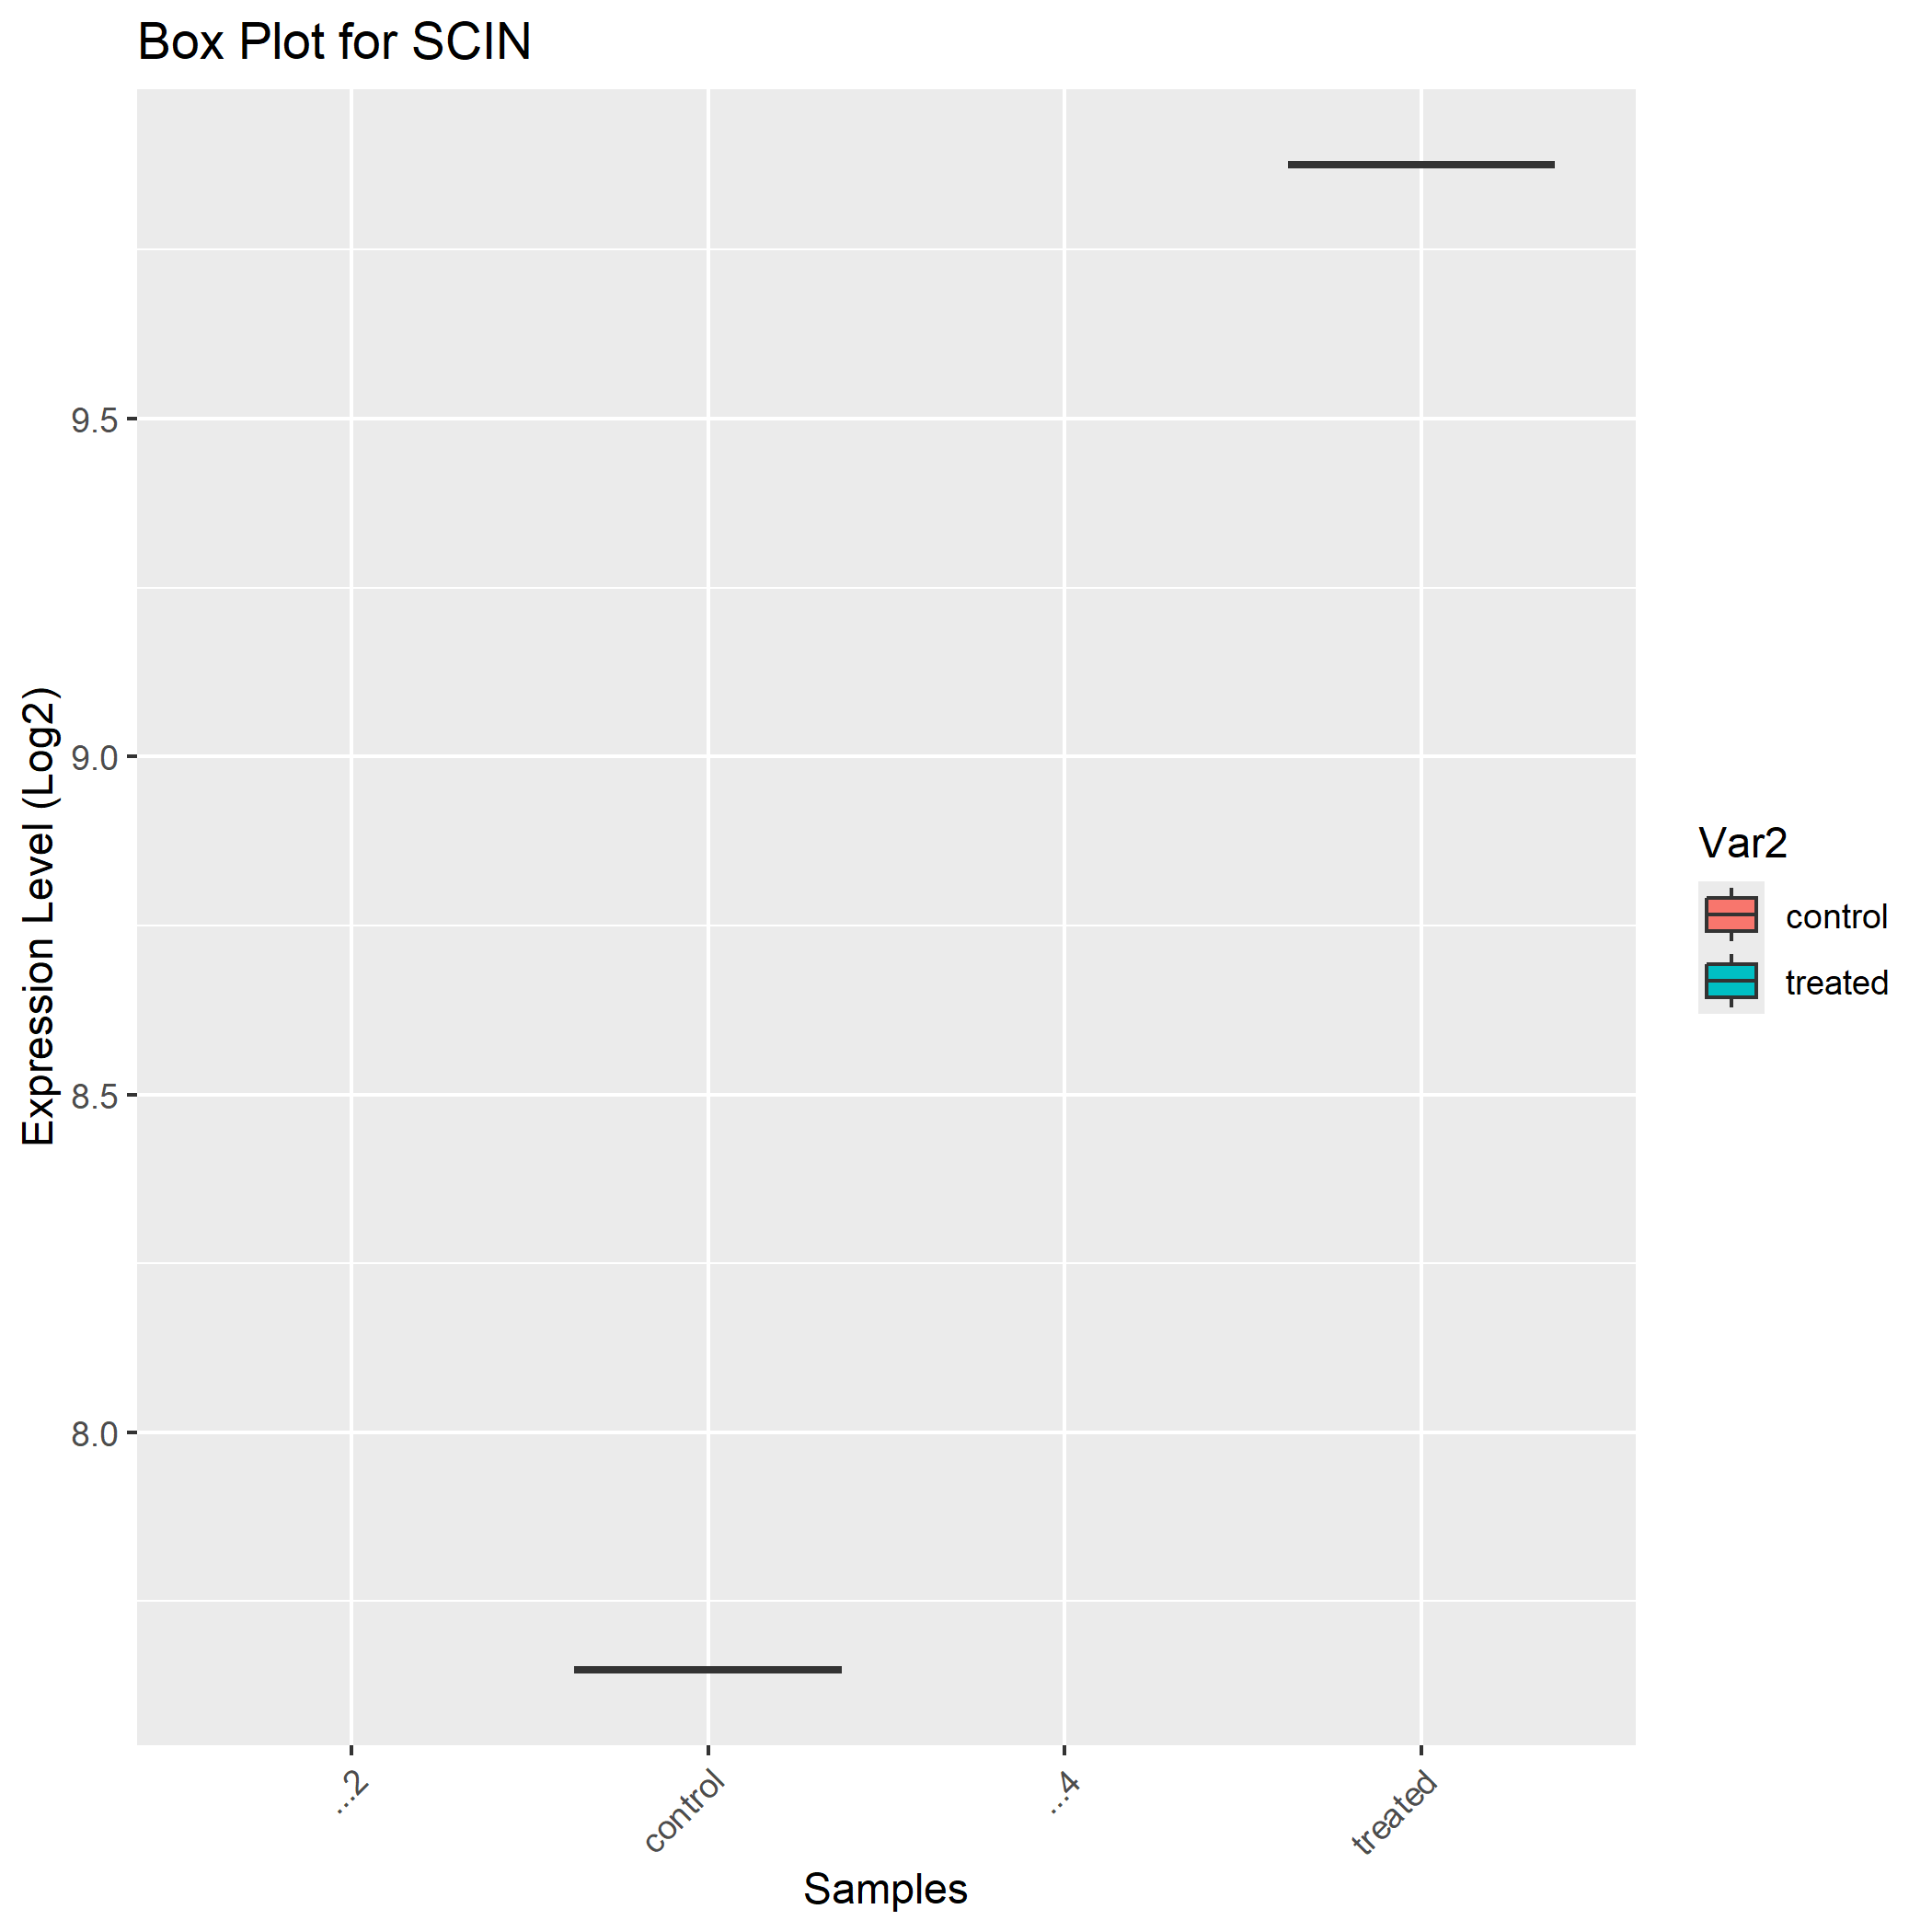 Box Plot for SCIN
Expression Level (Log2)
9.5
9.0
8.5
8.0
...2
control
...4
treated
Samples
Var2
control
treated